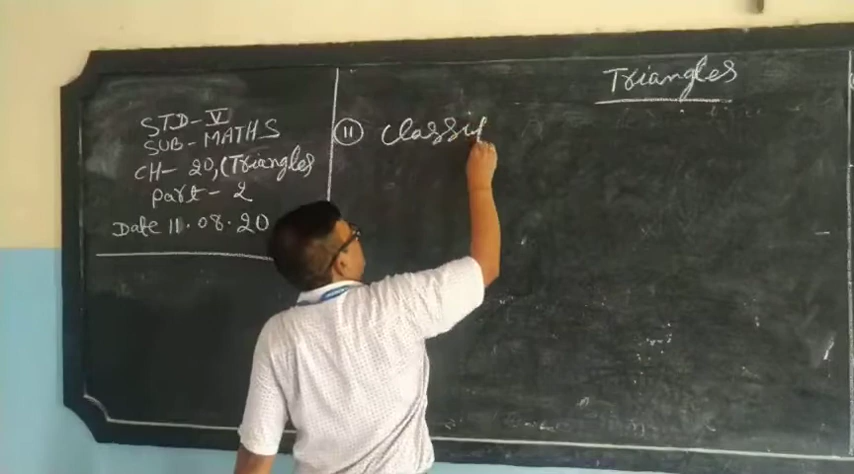 STD-V
SUB-MATHS
CH-20,(Triangles
Part-2
Date 11.08.20
Triangles
(II) Classif